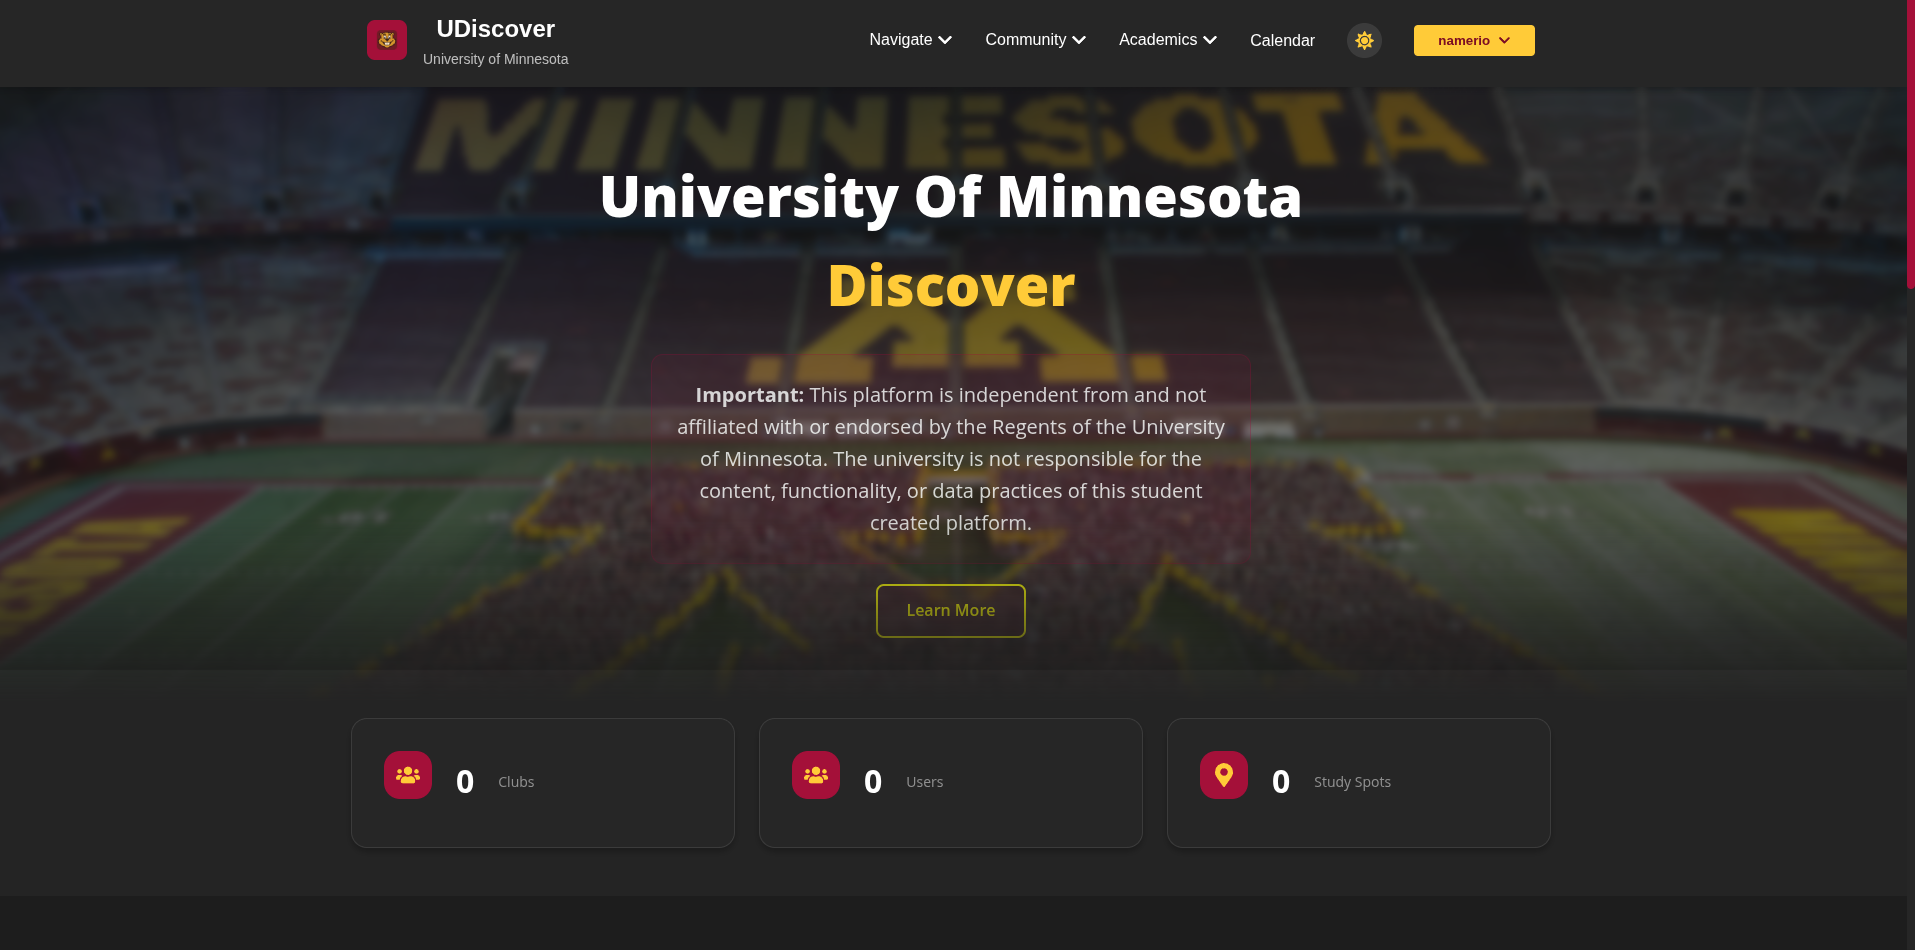 UDiscover
University of Minnesota
Navigate
Community
Academics
Calendar
namerio
MINNESOTA
University Of Minnesota
Discover
Important: This platform is independent from and not
affiliated with or endorsed by the Regents of the University
of Minnesota. The university is not responsible for the
content, functionality, or data practices of this student
created platform.
Learn More
0 Clubs
0 Users
0 Study Spots